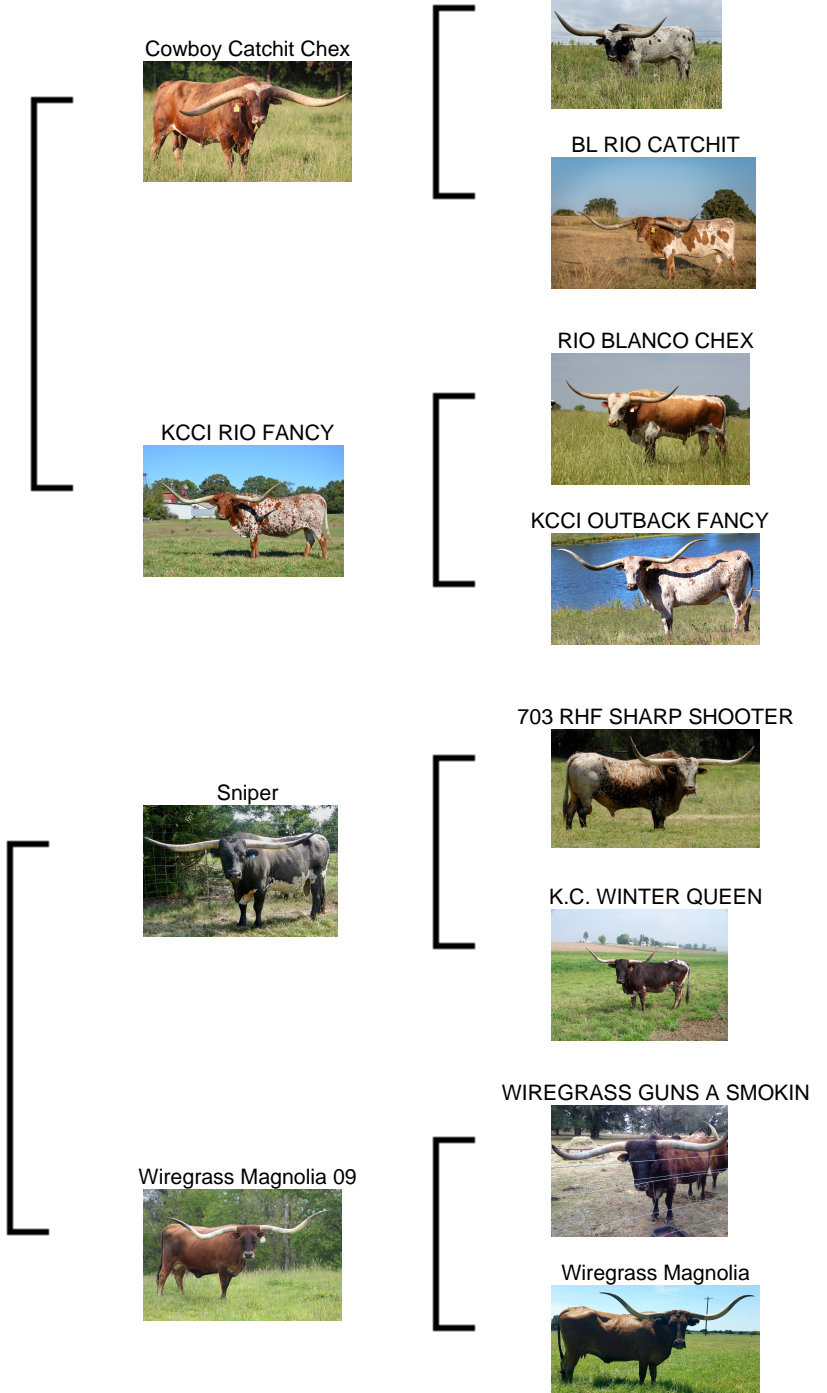 Cowboy Catchit Chex
BL RIO CATCHIT
RIO BLANCO CHEX
KCCI RIO FANCY
KCCI OUTBACK FANCY
703 RHF SHARP SHOOTER
Sniper
K.C. WINTER QUEEN
WIREGRASS GUNS A SMOKIN
Wiregrass Magnolia 09
Wiregrass Magnolia